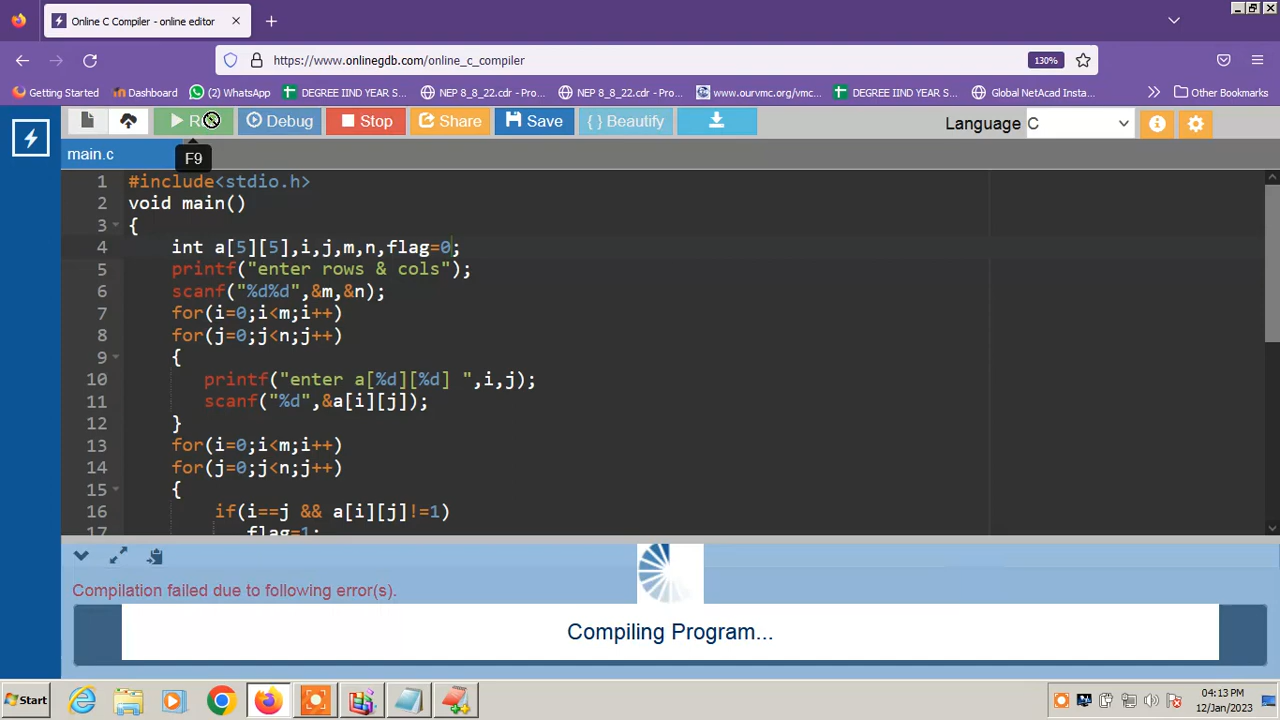 Online C Compiler - online editor
https://www.onlinegdb.com/online_c_compiler
130%
Getting Started
Dashboard
(2) WhatsApp
DEGREE IIND YEAR S...
NEP 8_8_22.cdr - Pro...
NEP 8_8_22.cdr - Pro...
www.ourvmc.org/vmc...
DEGREE IIND YEAR S...
Global NetAcad Insta...
Other Bookmarks
Debug
Stop
Share
Save
{ } Beautify
Language
C
main.c
F9
1 #include<stdio.h>
2 void main()
3 {
4 int a[5][5],i,j,m,n,flag=0;
5 printf("enter rows & cols");
6 scanf("%d%d",&m,&n);
7 for(i=0;i<m;i++)
8 for(j=0;j<n;j++)
9 {
10 printf("enter a[%d][%d] ",i,j);
11 scanf("%d",&a[i][j]);
12 }
13 for(i=0;i<m;i++)
14 for(j=0;j<n;j++)
15 {
16 if(i==j && a[i][j]!=1)
17 flag=1;
Compilation failed due to following error(s).
Compiling Program...
Start
04:13 PM
12/Jan/2023